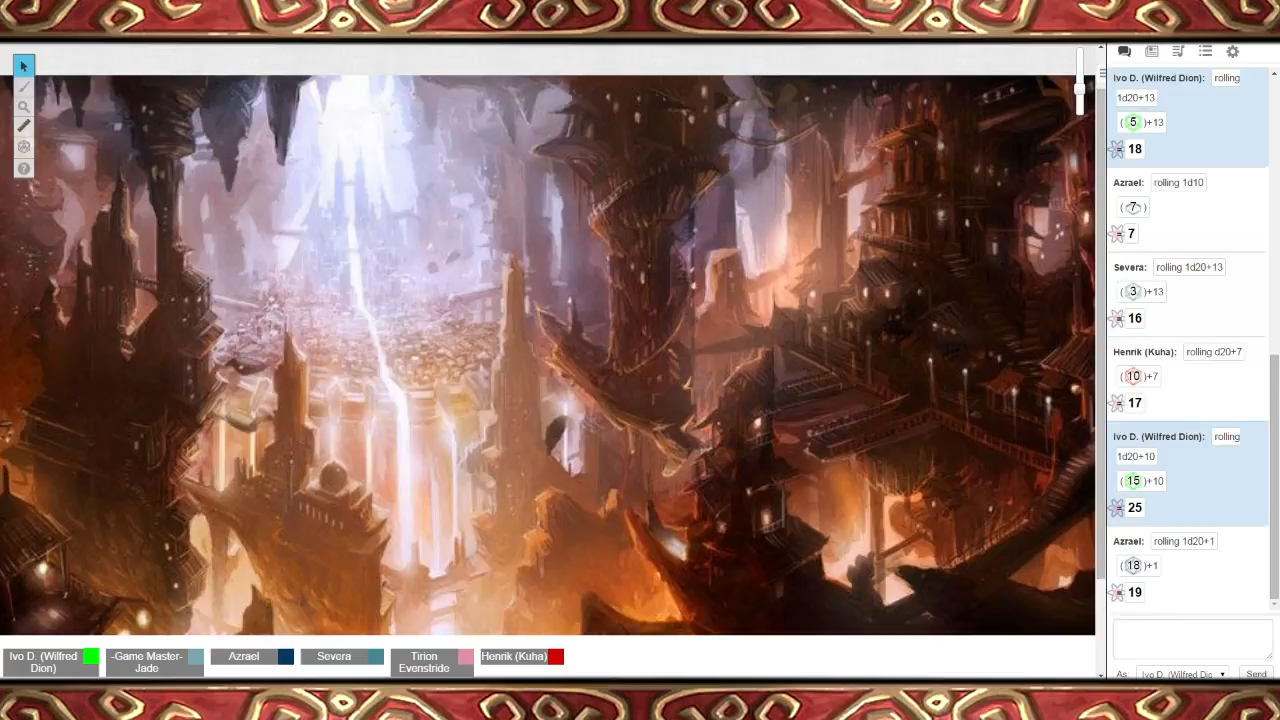 Ivo D. (Wilfred Dion): rolling
1d20+13
(5)+13
= 18
Azrael: rolling 1d10
(7)
= 7
Severa: rolling 1d20+13
(3)+13
= 16
Henrik (Kuha): rolling d20+7
(10)+7
= 17
Ivo D. (Wilfred Dion): rolling
1d20+10
(15)+10
= 25
Azrael: rolling 1d20+1
(18)+1
= 19
As: Ivo D. (Wilfred Dio
Send
Ivo D. (Wilfred
Dion)
-Game Master-
Jade
Azrael
Severa
Tirion
Evenstride
Henrik (Kuha)